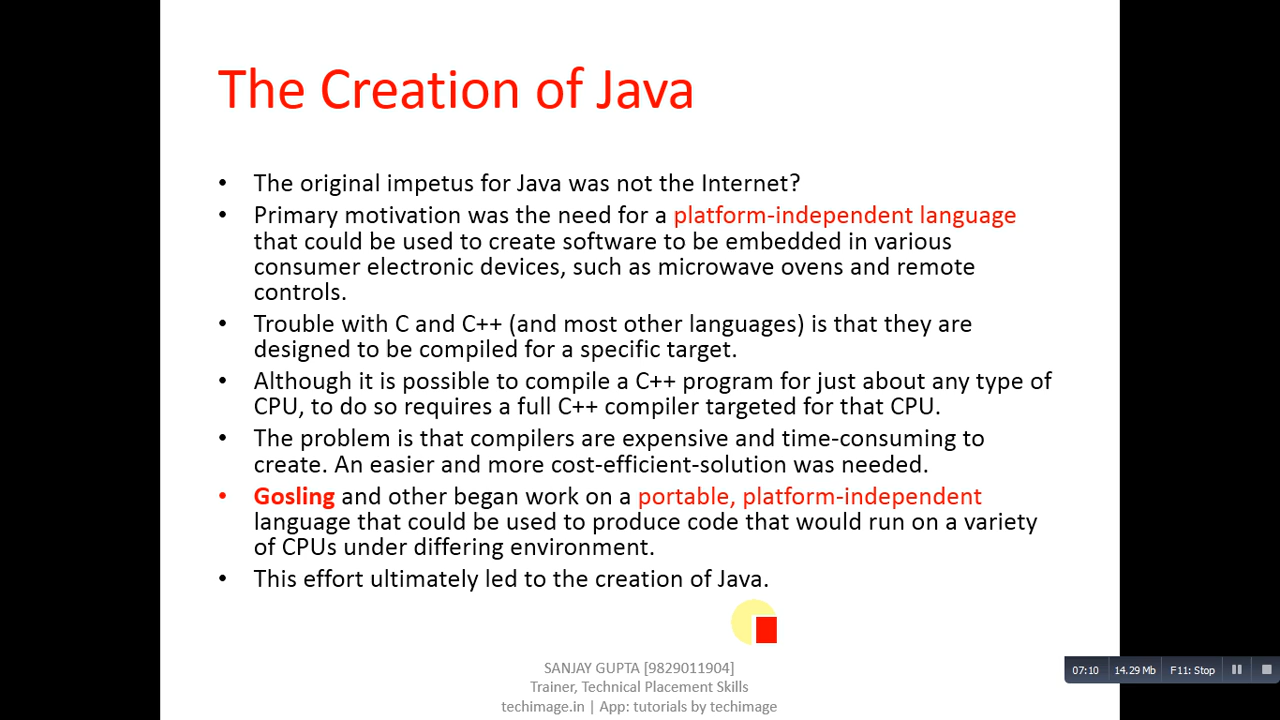 The Creation of Java
• The original impetus for Java was not the Internet?
• Primary motivation was the need for a platform-independent language
that could be used to create software to be embedded in various
consumer electronic devices, such as microwave ovens and remote
controls.
• Trouble with C and C++ (and most other languages) is that they are
designed to be compiled for a specific target.
• Although it is possible to compile a C++ program for just about any type of
CPU, to do so requires a full C++ compiler targeted for that CPU.
• The problem is that compilers are expensive and time-consuming to
create. An easier and more cost-efficient-solution was needed.
• Gosling and other began work on a portable, platform-independent
language that could be used to produce code that would run on a variety
of CPUs under differing environment.
• This effort ultimately led to the creation of Java.
SANJAY GUPTA [9829011904]
Trainer, Technical Placement Skills
techimage.in | App: tutorials by techimage
07:10 14.29 Mb F11: Stop